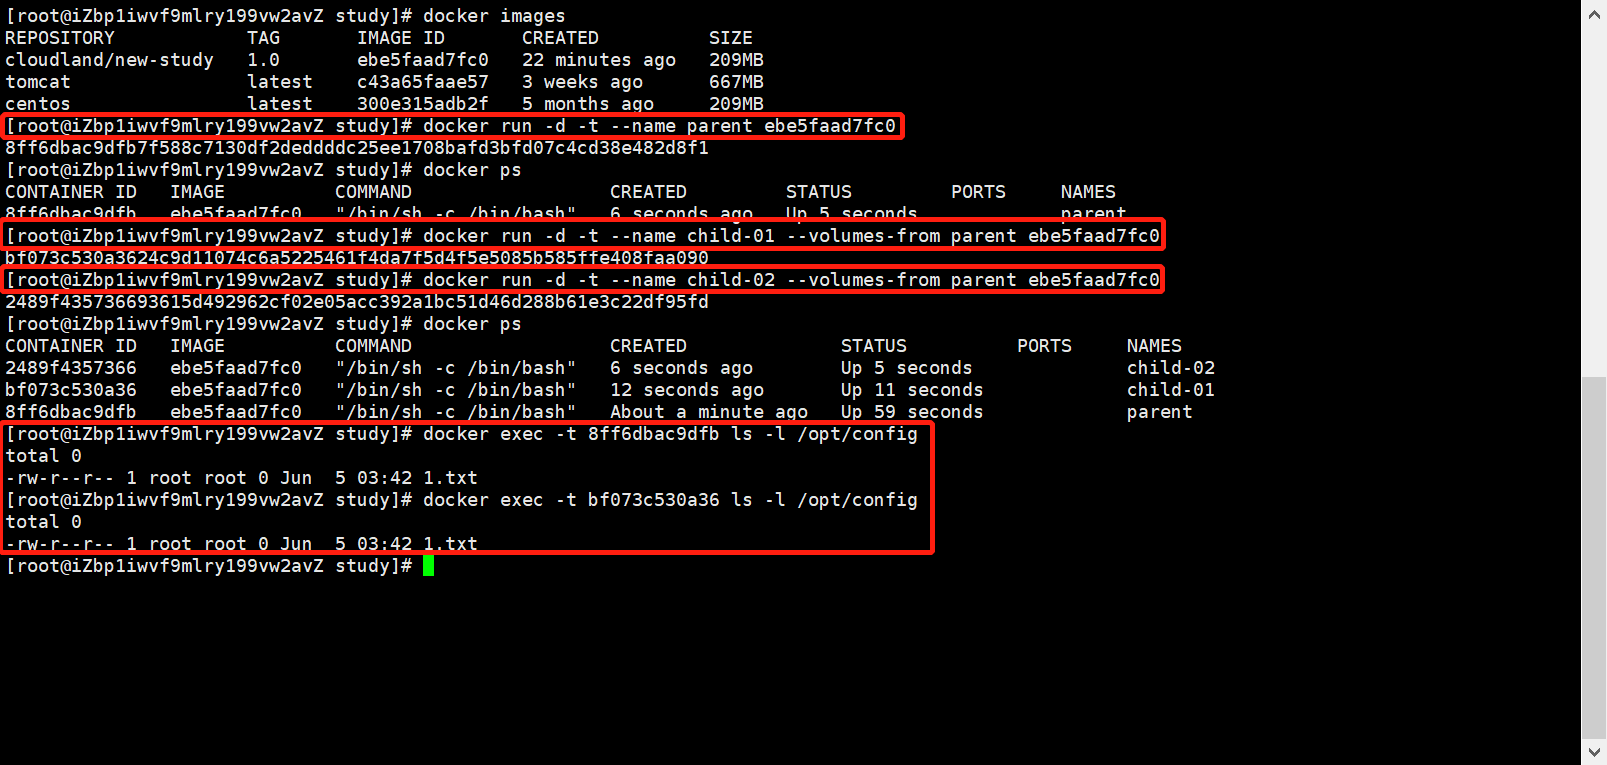 [root@iZbp1iwvf9mlry199vw2avZ study]# docker images
REPOSITORY            TAG       IMAGE ID       CREATED          SIZE
cloudland/new-study   1.0       ebe5faad7fc0   22 minutes ago   209MB
tomcat                latest    c43a65faae57   3 weeks ago      667MB
centos                latest    300e315adb2f   5 months ago     209MB
[root@iZbp1iwvf9mlry199vw2avZ study]# docker run -d -t --name parent ebe5faad7fc0
8ff6dbac9dfb7f588c7130df2deddddc25ee1708bafd3bfd07c4cd38e482d8f1
[root@iZbp1iwvf9mlry199vw2avZ study]# docker ps
CONTAINER ID   IMAGE          COMMAND                  CREATED         STATUS         PORTS     NAMES
8ff6dbac9dfb   ebe5faad7fc0   "/bin/sh -c /bin/bash"   6 seconds ago   Up 5 seconds             parent
[root@iZbp1iwvf9mlry199vw2avZ study]# docker run -d -t --name child-01 --volumes-from parent ebe5faad7fc0
bf073c530a3624c9d11074c6a5225461f4da7f5d4f5e5085b585ffe408faa090
[root@iZbp1iwvf9mlry199vw2avZ study]# docker run -d -t --name child-02 --volumes-from parent ebe5faad7fc0
2489f435736693615d492962cf02e05acc392a1bc51d46d288b61e3c22df95fd
[root@iZbp1iwvf9mlry199vw2avZ study]# docker ps
CONTAINER ID   IMAGE          COMMAND                  CREATED              STATUS          PORTS     NAMES
2489f4357366   ebe5faad7fc0   "/bin/sh -c /bin/bash"   6 seconds ago        Up 5 seconds              child-02
bf073c530a36   ebe5faad7fc0   "/bin/sh -c /bin/bash"   12 seconds ago       Up 11 seconds             child-01
8ff6dbac9dfb   ebe5faad7fc0   "/bin/sh -c /bin/bash"   About a minute ago   Up 59 seconds             parent
[root@iZbp1iwvf9mlry199vw2avZ study]# docker exec -t 8ff6dbac9dfb ls -l /opt/config
total 0
-rw-r--r-- 1 root root 0 Jun  5 03:42 1.txt
[root@iZbp1iwvf9mlry199vw2avZ study]# docker exec -t bf073c530a36 ls -l /opt/config
total 0
-rw-r--r-- 1 root root 0 Jun  5 03:42 1.txt
[root@iZbp1iwvf9mlry199vw2avZ study]#